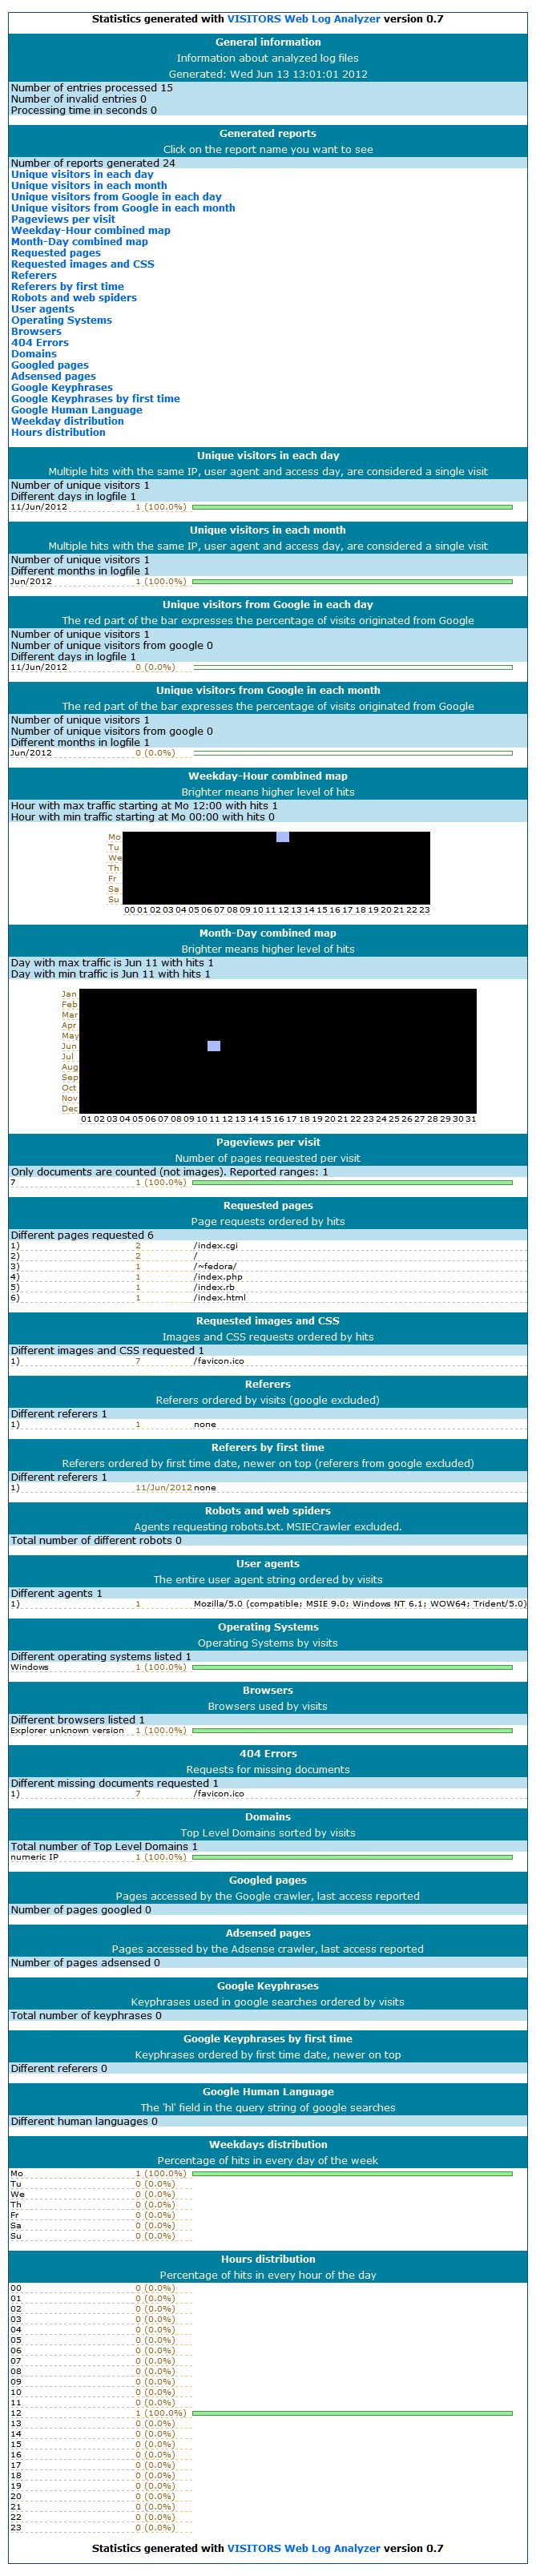 Statistics generated with VISITORS Web Log Analyzer version 0.7
General information
Information about analyzed log files
Generated: Wed Jun 13 13:01:01 2012
Number of entries processed 15
Number of invalid entries 0
Processing time in seconds 0
Generated reports
Click on the report name you want to see
Number of reports generated 24
Unique visitors in each day
Unique visitors in each month
Unique visitors from Google in each day
Unique visitors from Google in each month
Pageviews per visit
Weekday-Hour combined map
Month-Day combined map
Requested pages
Requested images and CSS
Referers
Referers by first time
Robots and web spiders
User agents
Operating Systems
Browsers
404 Errors
Domains
Googled pages
Adsensed pages
Google Keyphrases
Google Keyphrases by first time
Google Human Language
Weekday distribution
Hours distribution
Unique visitors in each day
Multiple hits with the same IP, user agent and access day, are considered a single visit
Number of unique visitors 1
Different days in logfile 1
11/Jun/2012 1 (100.0%)
Unique visitors in each month
Multiple hits with the same IP, user agent and access day, are considered a single visit
Number of unique visitors 1
Different months in logfile 1
Jun/2012 1 (100.0%)
Unique visitors from Google in each day
The red part of the bar expresses the percentage of visits originated from Google
Number of unique visitors 1
Number of unique visitors from google 0
Different days in logfile 1
11/Jun/2012 0 (0.0%)
Unique visitors from Google in each month
The red part of the bar expresses the percentage of visits originated from Google
Number of unique visitors 1
Number of unique visitors from google 0
Different months in logfile 1
Jun/2012 0 (0.0%)
Weekday-Hour combined map
Brighter means higher level of hits
Hour with max traffic starting at Mo 12:00 with hits 1
Hour with min traffic starting at Mo 00:00 with hits 0
Mo
Tu
We
Th
Fr
Sa
Su
00 01 02 03 04 05 06 07 08 09 10 11 12 13 14 15 16 17 18 19 20 21 22 23
Month-Day combined map
Brighter means higher level of hits
Day with max traffic is Jun 11 with hits 1
Day with min traffic is Jun 11 with hits 1
Jan
Feb
Mar
Apr
May
Jun
Jul
Aug
Sep
Oct
Nov
Dec
01 02 03 04 05 06 07 08 09 10 11 12 13 14 15 16 17 18 19 20 21 22 23 24 25 26 27 28 29 30 31
Pageviews per visit
Number of pages requested per visit
Only documents are counted (not images). Reported ranges: 1
7 1 (100.0%)
Requested pages
Page requests ordered by hits
Different pages requested 6
1) 2 /index.cgi
2) 2 /
3) 1 /~fedora/
4) 1 /index.php
5) 1 /index.rb
6) 1 /index.html
Requested images and CSS
Images and CSS requests ordered by hits
Different images and CSS requested 1
1) 7 /favicon.ico
Referers
Referers ordered by visits (google excluded)
Different referers 1
1) 1 none
Referers by first time
Referers ordered by first time date, newer on top (referers from google excluded)
Different referers 1
1) 11/Jun/2012 none
Robots and web spiders
Agents requesting robots.txt. MSIECrawler excluded.
Total number of different robots 0
User agents
The entire user agent string ordered by visits
Different agents 1
1) 1 Mozilla/5.0 (compatible; MSIE 9.0; Windows NT 6.1; WOW64; Trident/5.0)
Operating Systems
Operating Systems by visits
Different operating systems listed 1
Windows 1 (100.0%)
Browsers
Browsers used by visits
Different browsers listed 1
Explorer unknown version 1 (100.0%)
404 Errors
Requests for missing documents
Different missing documents requested 1
1) 7 /favicon.ico
Domains
Top Level Domains sorted by visits
Total number of Top Level Domains 1
numeric IP 1 (100.0%)
Googled pages
Pages accessed by the Google crawler, last access reported
Number of pages googled 0
Adsensed pages
Pages accessed by the Adsense crawler, last access reported
Number of pages adsensed 0
Google Keyphrases
Keyphrases used in google searches ordered by visits
Total number of keyphrases 0
Google Keyphrases by first time
Keyphrases ordered by first time date, newer on top
Different referers 0
Google Human Language
The 'hl' field in the query string of google searches
Different human languages 0
Weekdays distribution
Percentage of hits in every day of the week
Mo 1 (100.0%)
Tu 0 (0.0%)
We 0 (0.0%)
Th 0 (0.0%)
Fr 0 (0.0%)
Sa 0 (0.0%)
Su 0 (0.0%)
Hours distribution
Percentage of hits in every hour of the day
00 0 (0.0%)
01 0 (0.0%)
02 0 (0.0%)
03 0 (0.0%)
04 0 (0.0%)
05 0 (0.0%)
06 0 (0.0%)
07 0 (0.0%)
08 0 (0.0%)
09 0 (0.0%)
10 0 (0.0%)
11 0 (0.0%)
12 1 (100.0%)
13 0 (0.0%)
14 0 (0.0%)
15 0 (0.0%)
16 0 (0.0%)
17 0 (0.0%)
18 0 (0.0%)
19 0 (0.0%)
20 0 (0.0%)
21 0 (0.0%)
22 0 (0.0%)
23 0 (0.0%)
Statistics generated with VISITORS Web Log Analyzer version 0.7